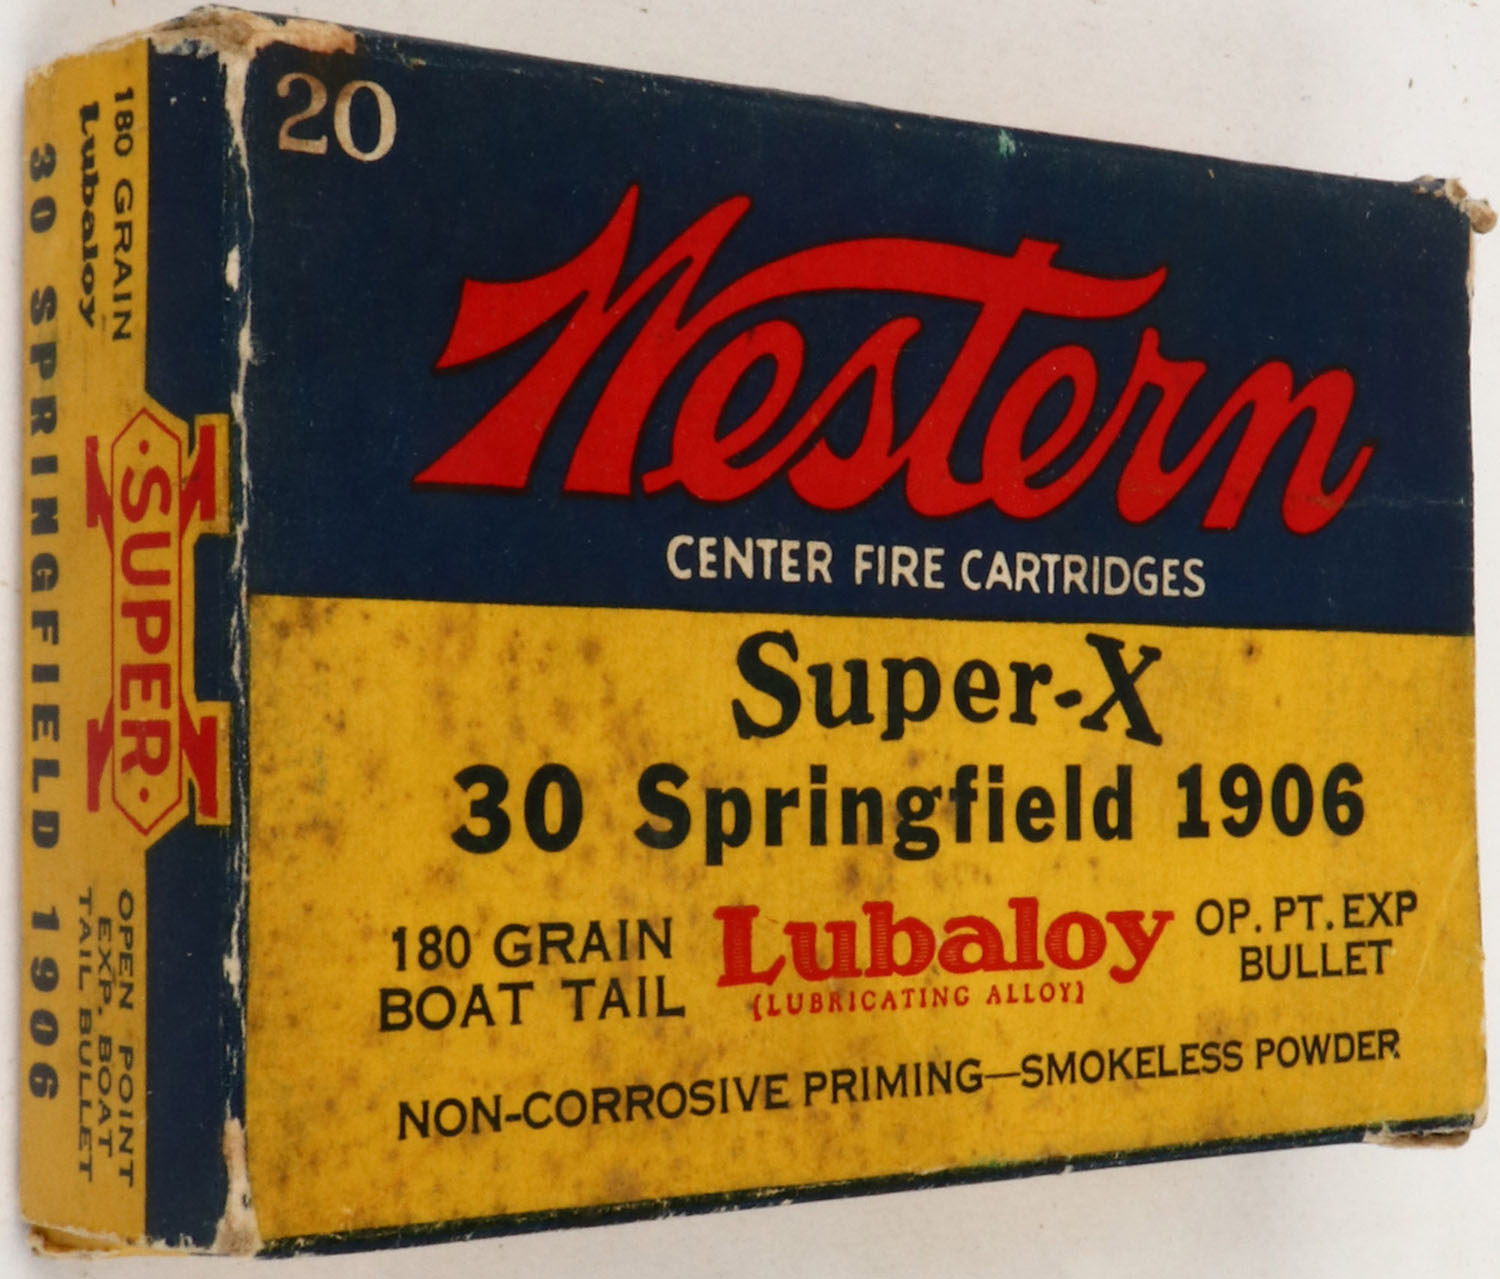 20
Western
CENTER FIRE CARTRIDGES
Super-X
30 Springfield 1906
180 GRAIN
BOAT TAIL
Lubaloy
{LUBRICATING ALLOY}
OP. PT. EXP
BULLET
NON-CORROSIVE PRIMING—SMOKELESS POWDER
180 GRAIN
Lubaloy
30 SPRINGFIELD 1906
·SUPER·
X
OPEN POINT
EXP. BOAT
TAIL BULLET